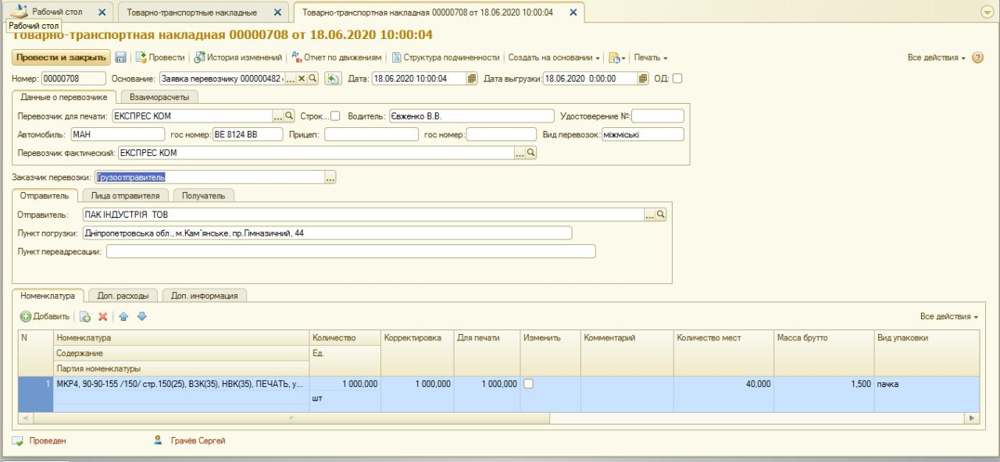 Рабочий стол Товарно-транспортные накладные Товарно-транспортная накладная 00000708 от 18.06.2020 10:00:04
Рабочий стол
Товарно-транспортная накладная 00000708 от 18.06.2020 10:00:04
Провести и закрыть Провести История изменений Дт Кт Отчет по движениям Структура подчиненности Создать на основании Печать Все действия
Номер: 00000708 Основание: Заявка перевозчику 000000482 ... Дата: 18.06.2020 10:00:04 Дата выгрузки: 18.06.2020 0:00:00 ОД:
Данные о перевозчике Взаиморасчеты
Перевозчик для печати: ЕКСПРЕС КОМ ... Строк... Водитель: Євженко В.В. Удостоверение №:
Автомобиль: МАН гос номер: ВЕ 8124 ВВ Прицеп: гос номер: Вид перевозок: міжміські
Перевозчик фактический: ЕКСПРЕС КОМ ...
Заказчик перевозки: Грузоотправитель ...
Отправитель Лица отправителя Получатель
Отправитель: ПАК ІНДУСТРІЯ ТОВ ...
Пункт погрузки: Дніпропетровська обл., м.Кам`янське, пр.Гімназичний, 44
Пункт переадресации:
Номенклатура Доп. расходы Доп. информация
Добавить Все действия
N Номенклатура Количество Корректировка Для печати Изменить Комментарий Количество мест Масса брутто Вид упаковки
Содержание Ед.
Партия номенклатуры
1 МКР4, 90-90-155 /150/ стр.150(25), ВЗК(35), НВК(35), ПЕЧАТЬ, у... 1 000,000 1 000,000 1 000,000 40,000 1,500 пачка
шт
Проведен Грачёв Сергей